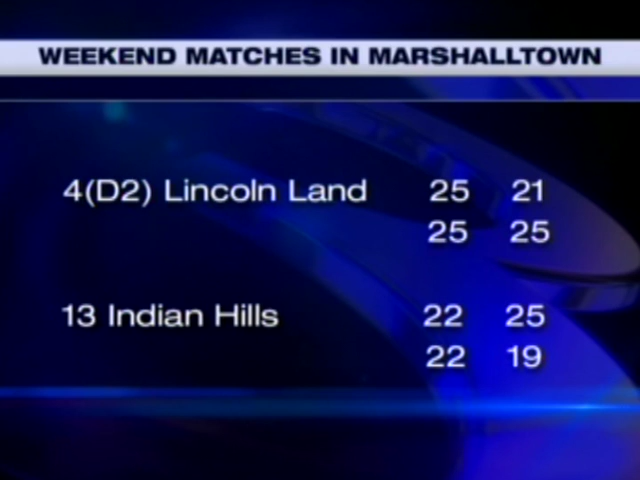 WEEKEND MATCHES IN MARSHALLTOWN
4(D2) Lincoln Land 25 21
25 25
13 Indian Hills 22 25
22 19